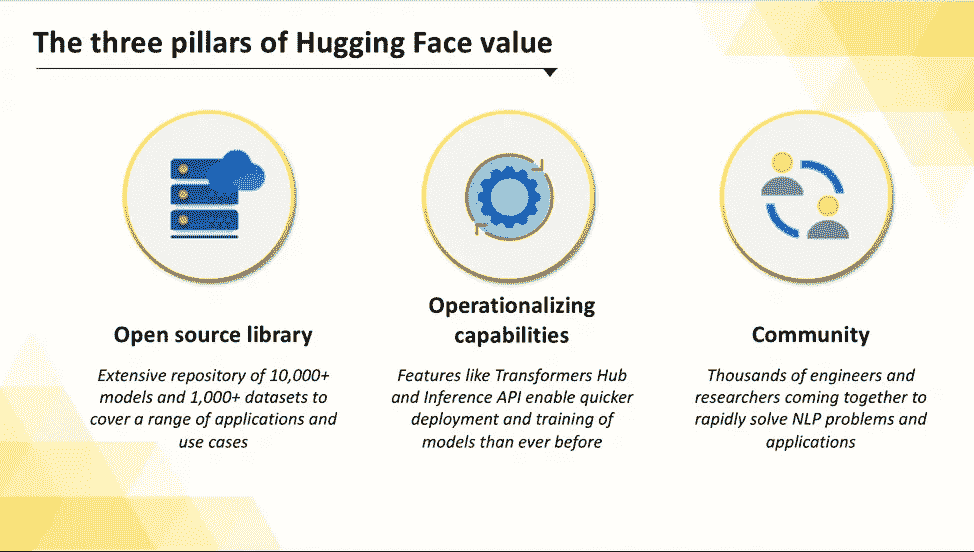 The three pillars of Hugging Face value
Open source library
Extensive repository of 10,000+
models and 1,000+ datasets to
cover a range of applications and
use cases
Operationalizing
capabilities
Features like Transformers Hub
and Inference API enable quicker
deployment and training of
models than ever before
Community
Thousands of engineers and
researchers coming together to
rapidly solve NLP problems and
applications